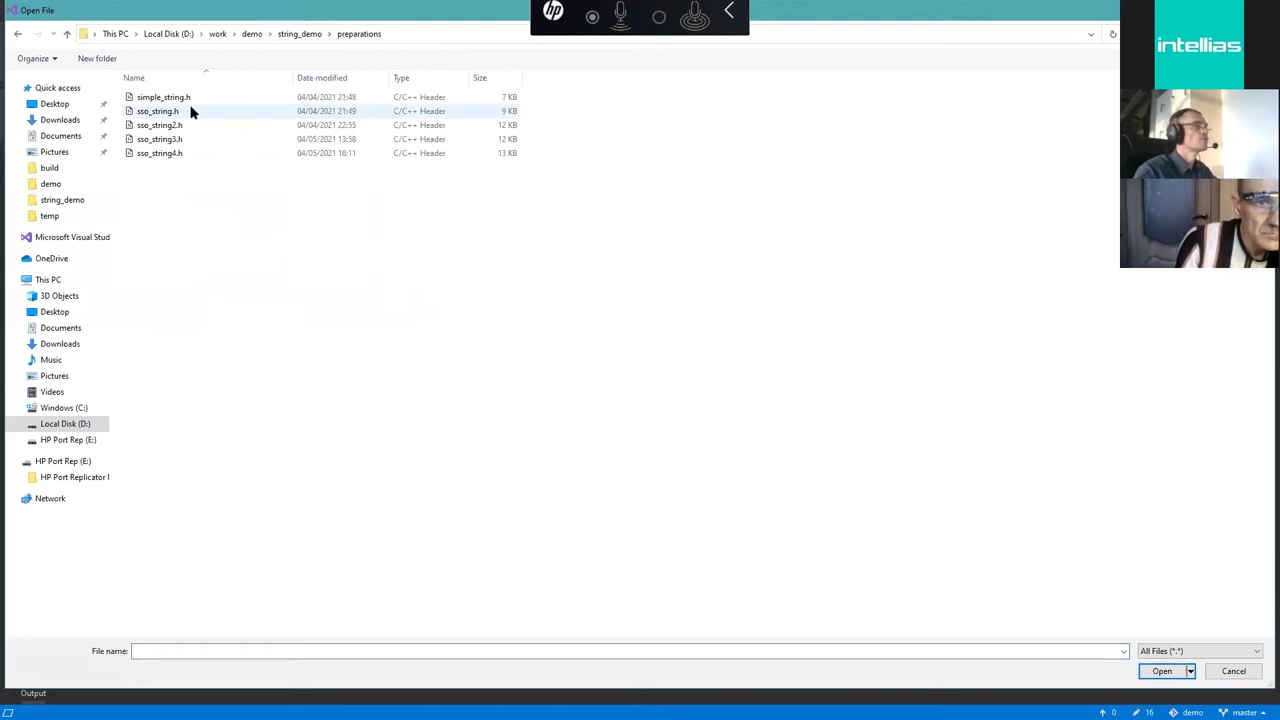 Open File
hp
This PC > Local Disk (D:) > work > demo > string_demo > preparations
Organize New folder
Name Date modified Type Size
simple_string.h 04/04/2021 23:48 C/C++ Header 7 KB
sso_string.h 04/04/2021 21:49 C/C++ Header 9 KB
sso_string2.h 04/04/2021 22:55 C/C++ Header 12 KB
sso_string3.h 04/05/2021 13:58 C/C++ Header 12 KB
sso_string4.h 04/05/2021 18:11 C/C++ Header 13 KB
Quick access
Desktop
Downloads
Documents
Pictures
build
demo
string_demo
temp
Microsoft Visual Stud
OneDrive
This PC
3D Objects
Desktop
Documents
Downloads
Music
Pictures
Videos
Windows (C:)
Local Disk (D:)
HP Port Rep (E:)
HP Port Rep (E:)
HP Port Replicator
Network
intellias
File name: All Files (*.*)
Open Cancel
Output
0 16 demo master